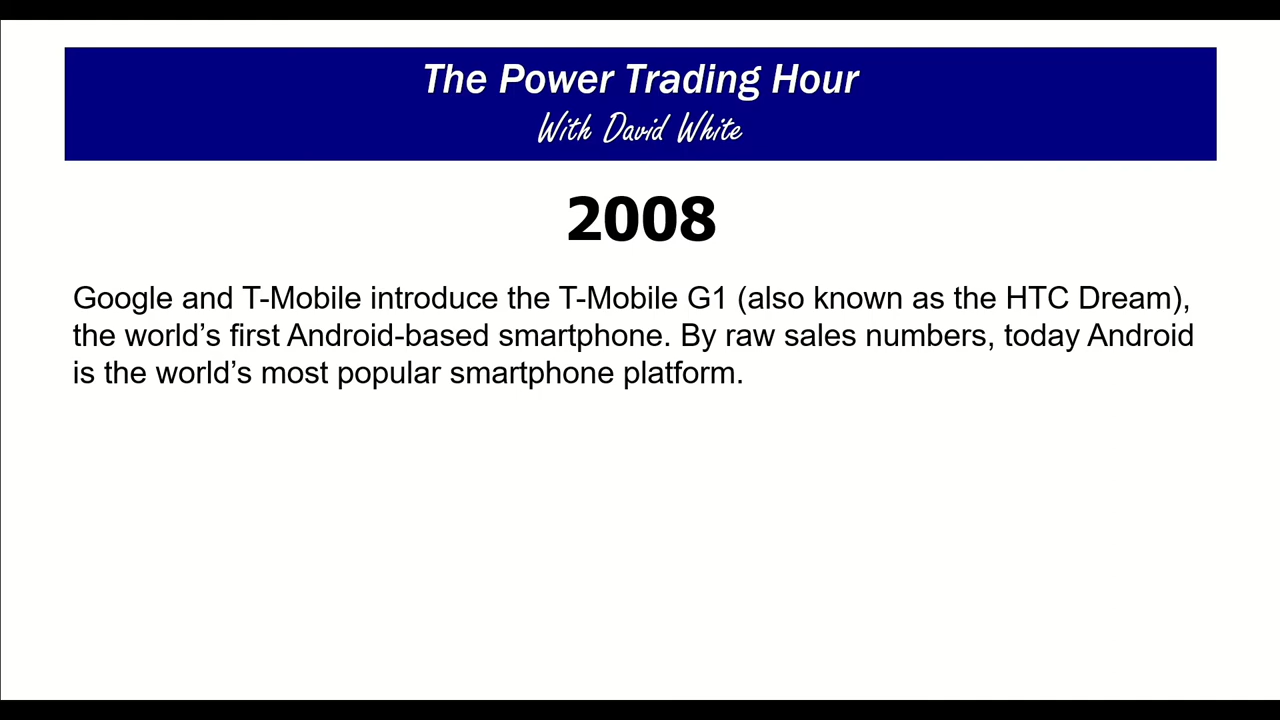 The Power Trading Hour
With David White
2008
Google and T-Mobile introduce the T-Mobile G1 (also known as the HTC Dream),
the world’s first Android-based smartphone. By raw sales numbers, today Android
is the world’s most popular smartphone platform.